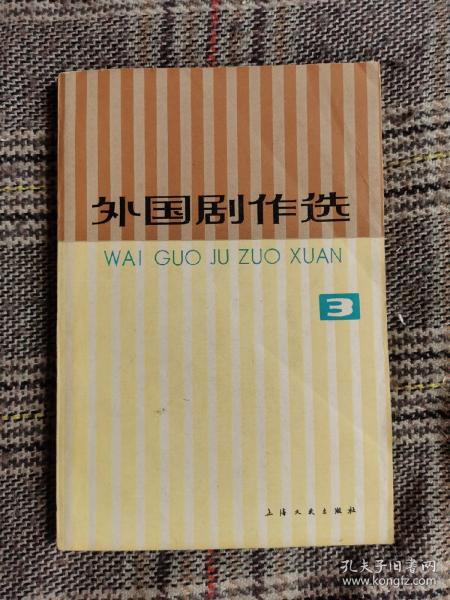 外国剧作选
WAI GUO JU ZUO XUAN
3
上海文艺出版社
孔夫子旧书网
www.kongfz.com